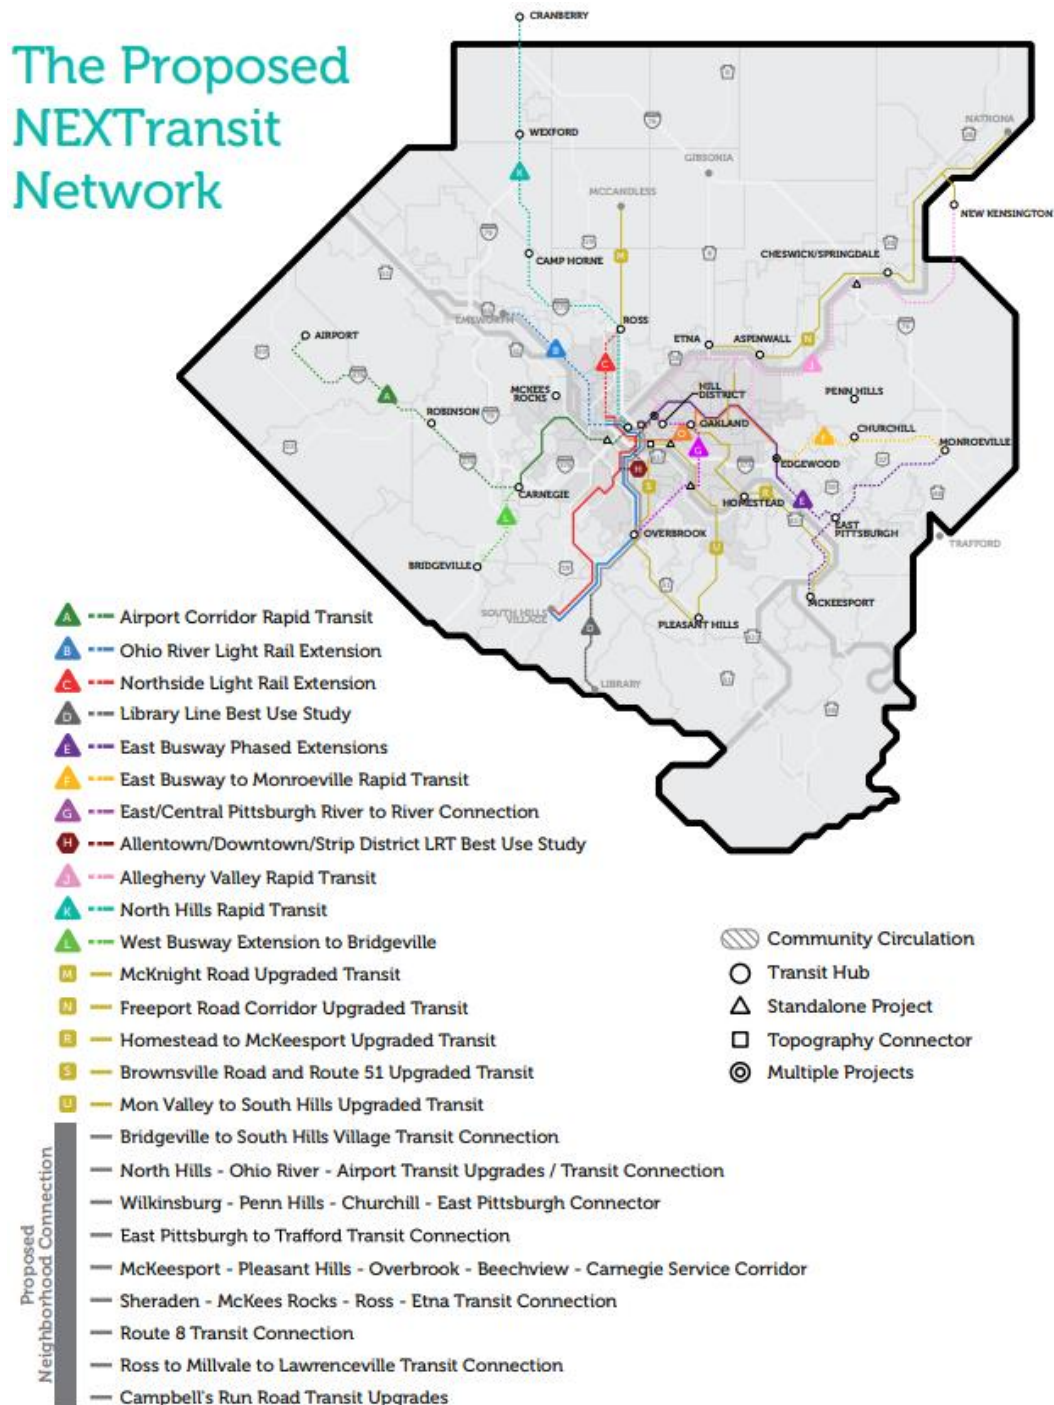 The Proposed
NEXTransit
Network
CRANBERRY
WEXFORD
NATRONA
GIBSONIA
MCCANDLESS
NEW KENSINGTON
CAMP HORNE
CHESWICK/SPRINGDALE
EMSWORTH
ROSS
AIRPORT
ETNA
ASPINWALL
MCKEES
ROCKS
HILL
DISTRICT
PENN HILLS
ROBINSON
OAKLAND
CHURCHILL
MONROEVILLE
EDGEWOOD
CARNEGIE
HOMESTEAD
EAST
PITTSBURGH
OVERBROOK
TRAFFORD
BRIDGEVILLE
MCKEESPORT
SOUTH HILLS
VILLAGE
PLEASANT HILLS
LIBRARY
A Airport Corridor Rapid Transit
B Ohio River Light Rail Extension
C Northside Light Rail Extension
D Library Line Best Use Study
E East Busway Phased Extensions
F East Busway to Monroeville Rapid Transit
G East/Central Pittsburgh River to River Connection
H Allentown/Downtown/Strip District LRT Best Use Study
J Allegheny Valley Rapid Transit
K North Hills Rapid Transit
L West Busway Extension to Bridgeville
M McKnight Road Upgraded Transit
N Freeport Road Corridor Upgraded Transit
R Homestead to McKeesport Upgraded Transit
S Brownsville Road and Route 51 Upgraded Transit
U Mon Valley to South Hills Upgraded Transit
Community Circulation
Transit Hub
Standalone Project
Topography Connector
Multiple Projects
Proposed
Neighborhood Connection
Bridgeville to South Hills Village Transit Connection
North Hills - Ohio River - Airport Transit Upgrades / Transit Connection
Wilkinsburg - Penn Hills - Churchill - East Pittsburgh Connector
East Pittsburgh to Trafford Transit Connection
McKeesport - Pleasant Hills - Overbrook - Beechview - Carnegie Service Corridor
Sheraden - McKees Rocks - Ross - Etna Transit Connection
Route 8 Transit Connection
Ross to Millvale to Lawrenceville Transit Connection
Campbell's Run Road Transit Upgrades